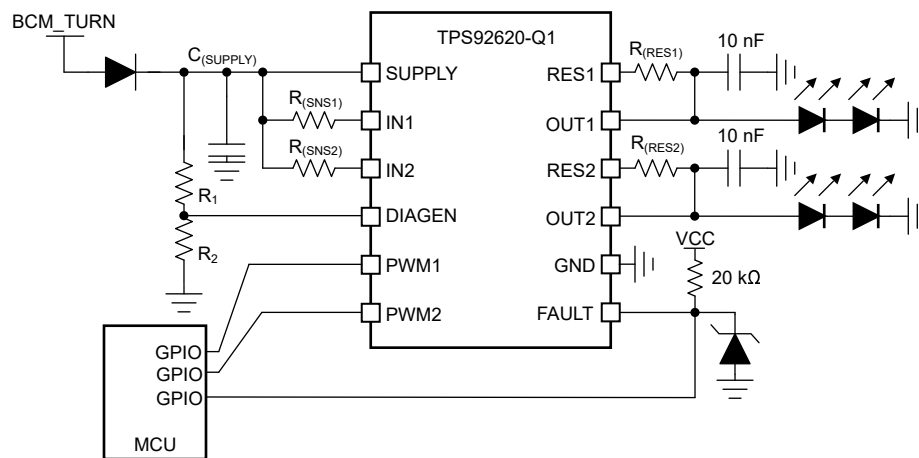 BCM_TURN
C(SUPPLY)
TPS92620-Q1
SUPPLY
RES1
R(RES1)
10 nF
R(SNS1)
IN1
OUT1
R(SNS2)
IN2
RES2
R(RES2)
10 nF
R1
DIAGEN
OUT2
R2
VCC
PWM1
GND
20 kΩ
PWM2
FAULT
GPIO
GPIO
GPIO
MCU